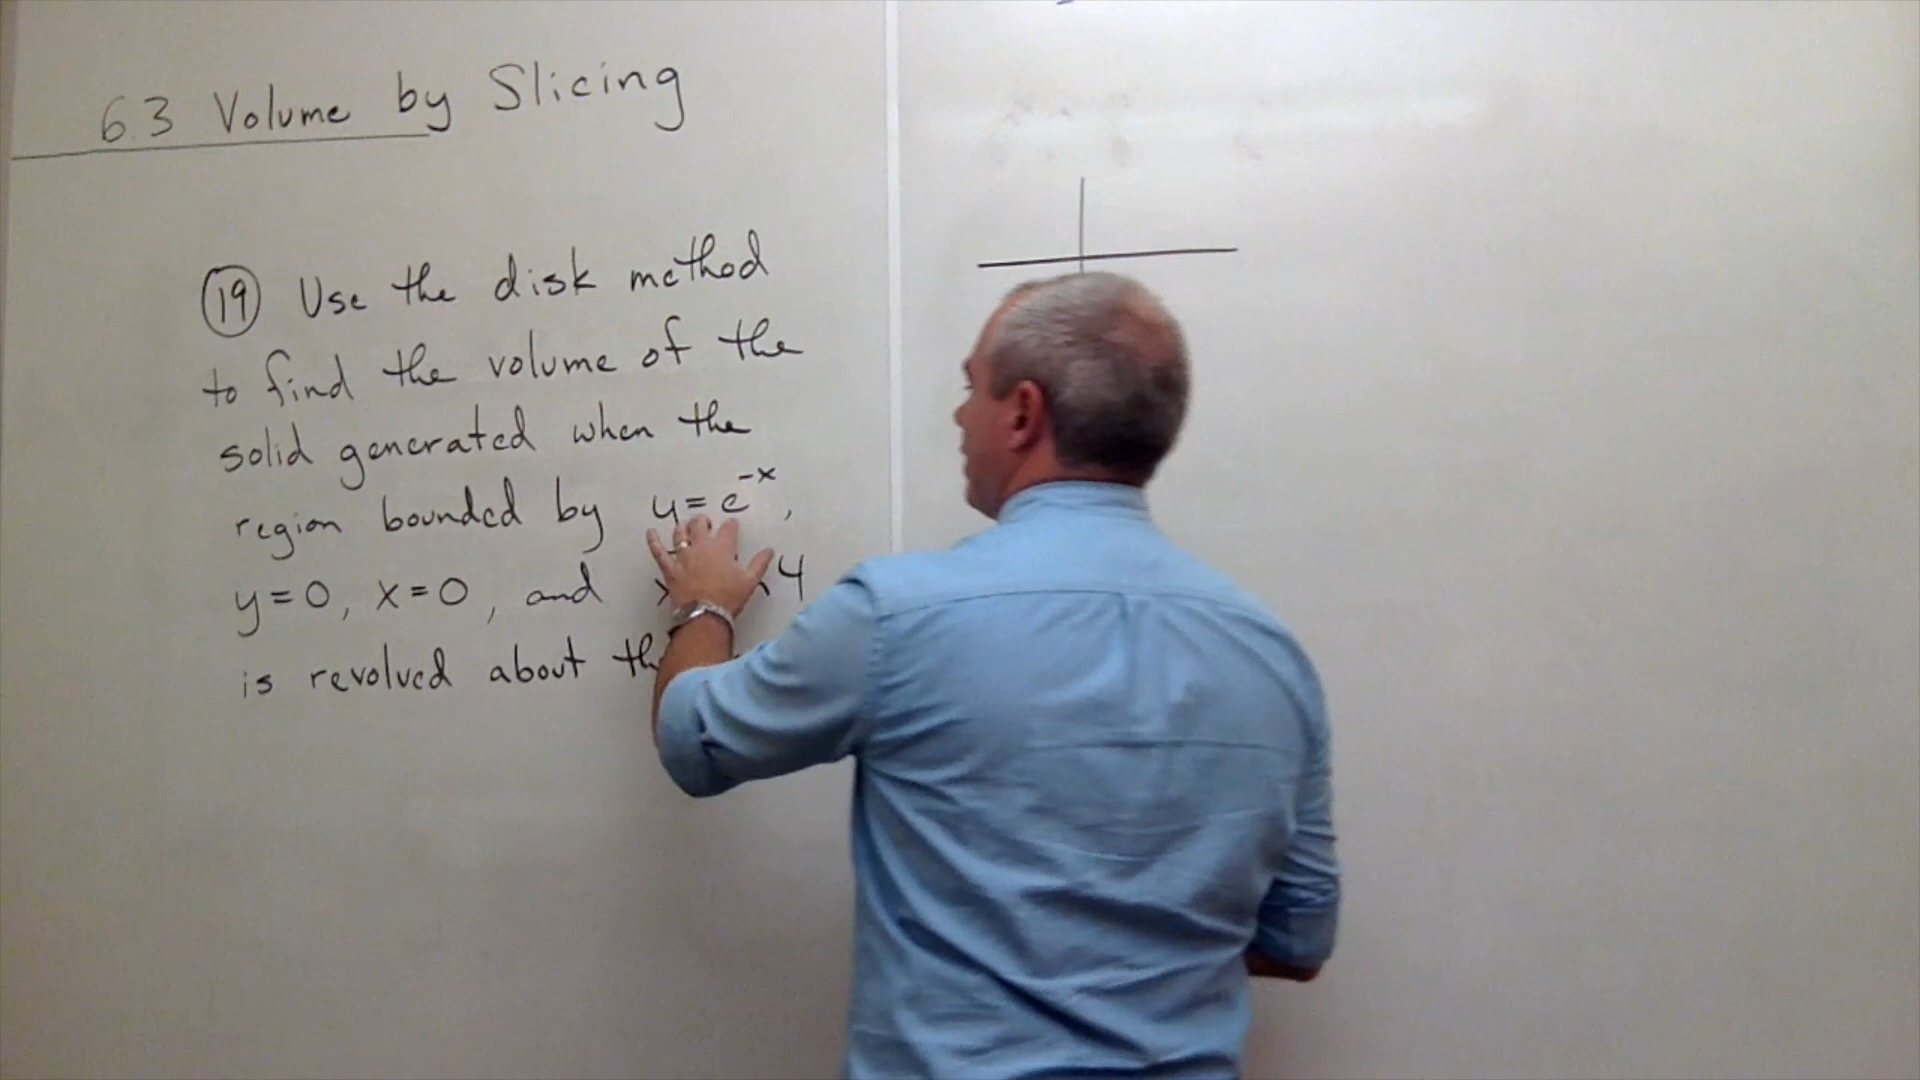 6.3 Volume by Slicing
19 Use the disk method
to find the volume of the
solid generated when the
region bounded by y=e^-x,
y=0, x=0, and 4
is revolved about